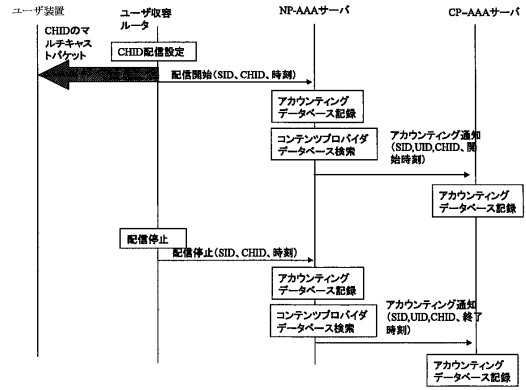 ユーザ装置
ユーザ収容
ルータ
NP-AAAサーバ
CP-AAAサーバ
CHIDのマ
ルチキャス
トパケット
CHID配信設定
配信開始(SID、CHID、時刻)
アカウンティング
データベース記録
コンテンツプロバイダ
データベース検索
アカウンティング通知
(SID,UID,CHID、開
始時刻)
アカウンティング
データベース記録
配信停止
配信停止(SID、CHID、時刻)
アカウンティング
データベース記録
コンテンツプロバイダ
データベース検索
アカウンティング通知
(SID,UID,CHID、終了
時刻)
アカウンティング
データベース記録